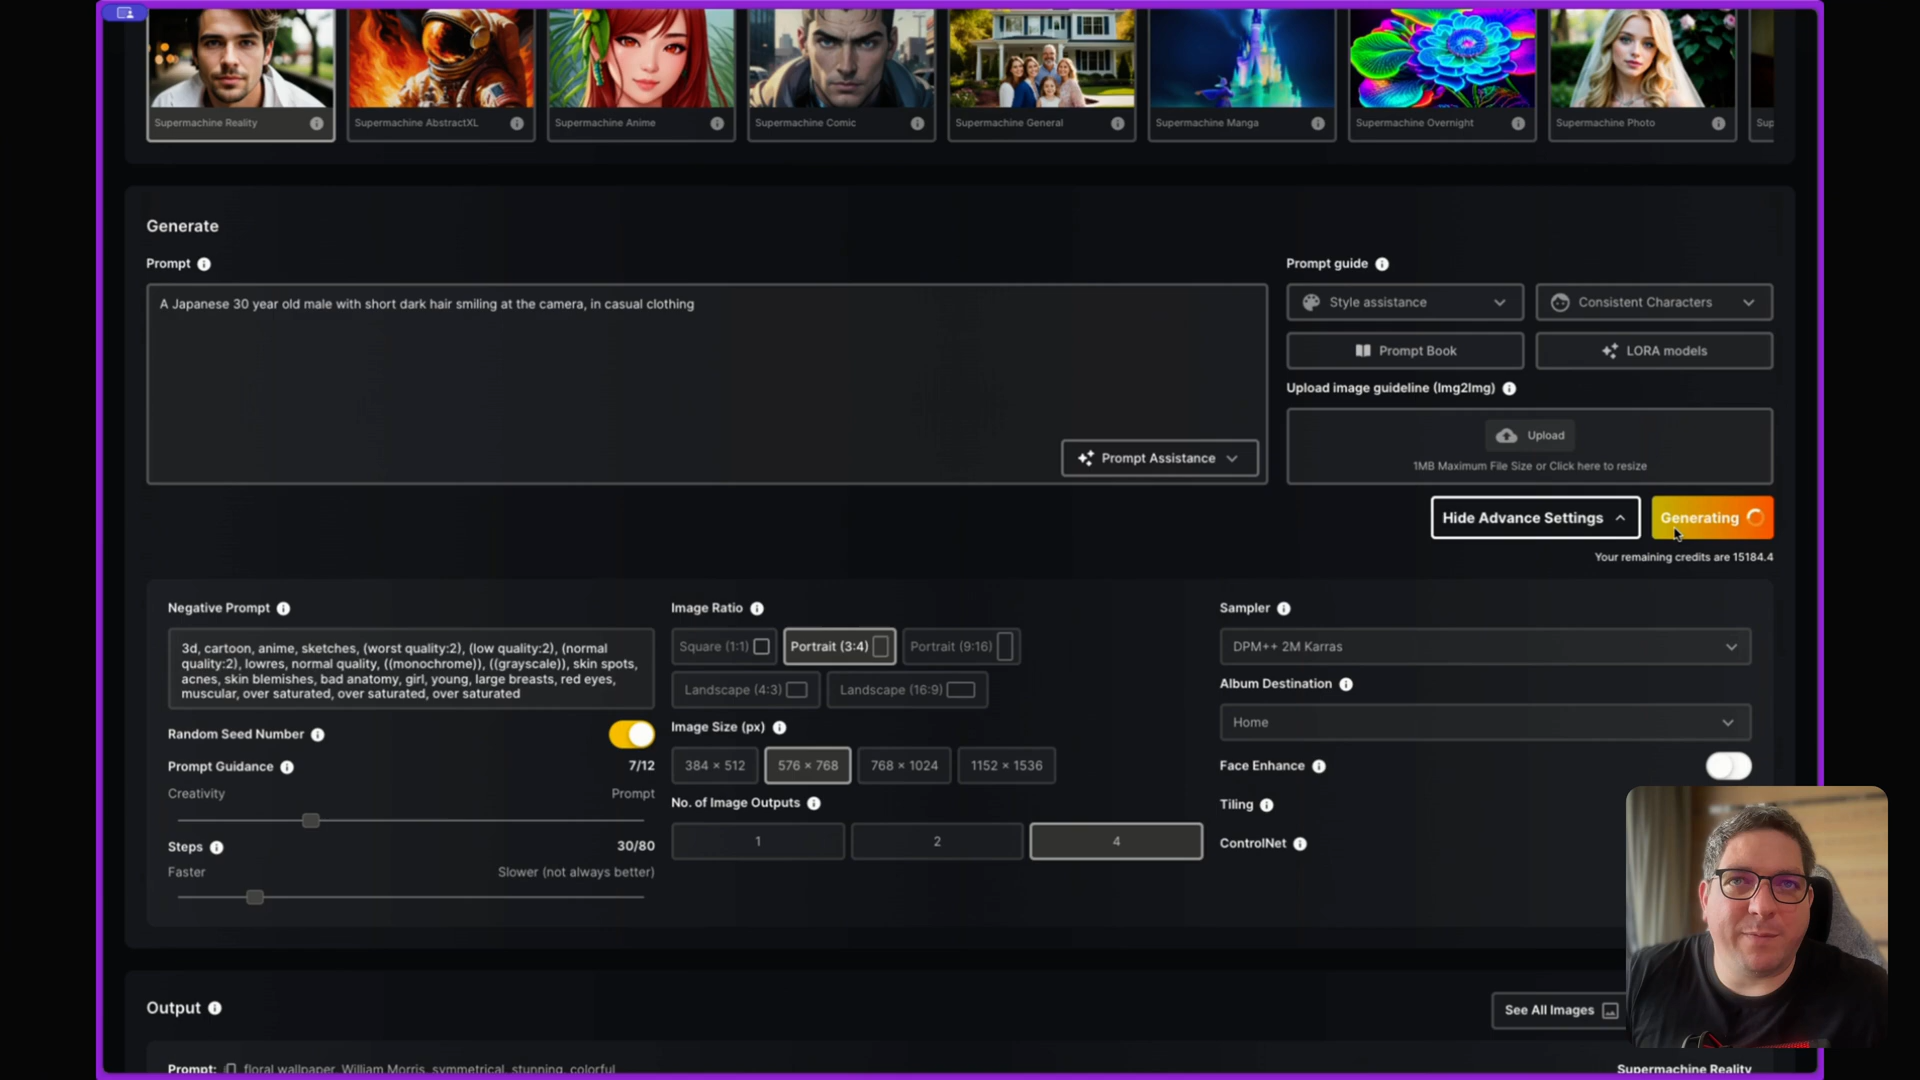 Supermachine Reality
Supermachine AbstractXL
Supermachine Anime
Supermachine Comic
Supermachine General
Supermachine Manga
Supermachine Overnight
Supermachine Photo
Sup
Generate
Prompt
A Japanese 30 year old male with short dark hair smiling at the camera, in casual clothing
Prompt Assistance
Prompt guide
Style assistance
Consistent Characters
Prompt Book
LORA models
Upload image guideline (Img2Img)
Upload
1MB Maximum File Size or Click here to resize
Hide Advance Settings
Generating
Your remaining credits are 15184.4
Negative Prompt
3d, cartoon, anime, sketches, (worst quality:2), (low quality:2), (normal
quality:2), lowres, normal quality, ((monochrome)), ((grayscale)), skin spots,
acnes, skin blemishes, bad anatomy, girl, young, large breasts, red eyes,
muscular, over saturated, over saturated, over saturated
Random Seed Number
Prompt Guidance
7/12
Creativity
Prompt
Steps
30/80
Faster
Slower (not always better)
Image Ratio
Square (1:1)
Portrait (3:4)
Portrait (9:16)
Landscape (4:3)
Landscape (16:9)
Image Size (px)
384 × 512
576 × 768
768 × 1024
1152 × 1536
No. of Image Outputs
1
2
4
Sampler
DPM++ 2M Karras
Album Destination
Home
Face Enhance
Tiling
ControlNet
Output
See All Images
Prompt:
floral wallpaper, William Morris, symmetrical, stunning, colorful
Supermachine Reality